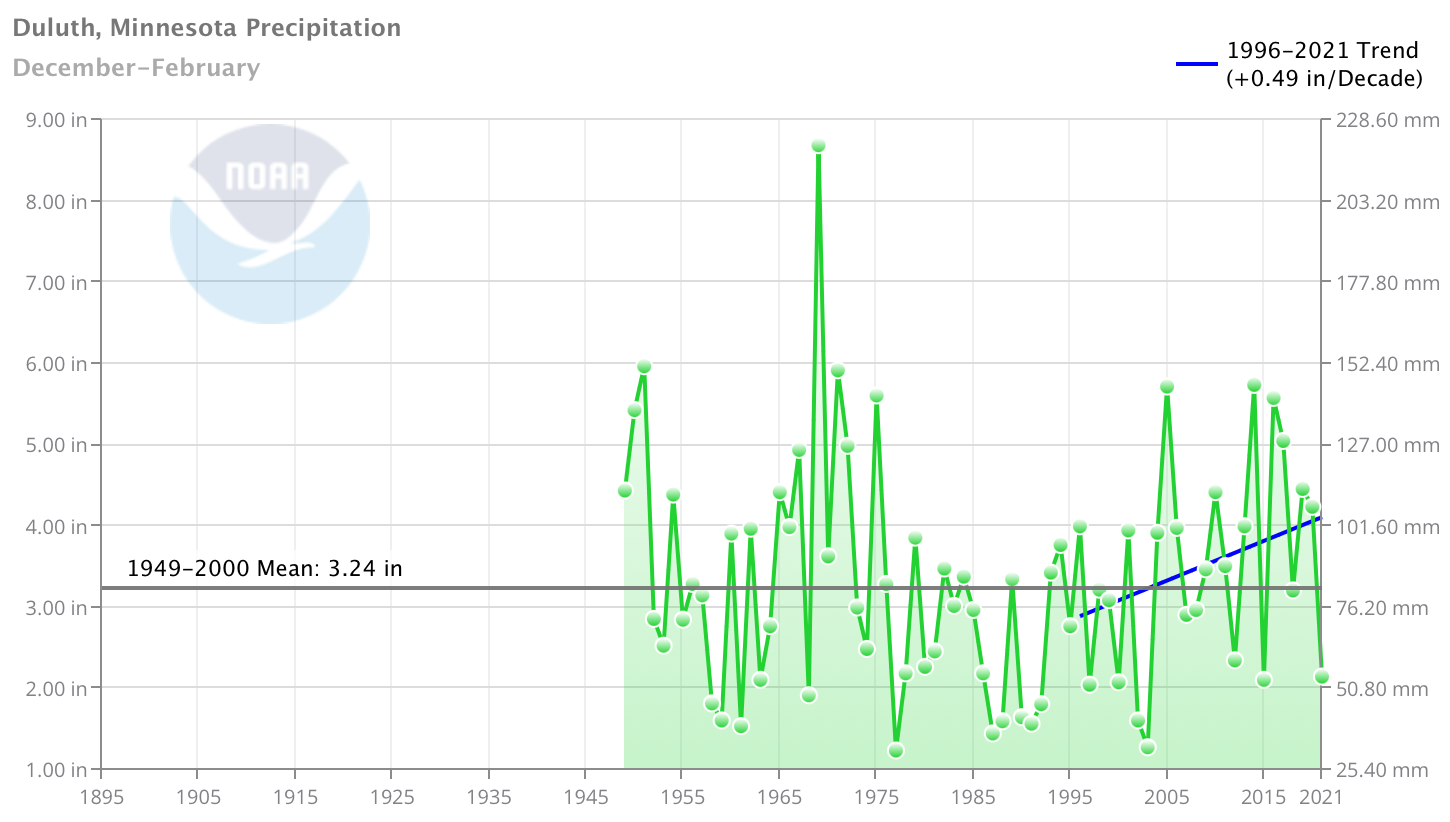 Duluth, Minnesota Precipitation
December–February
1996–2021 Trend
(+0.49 in/Decade)
NOAA
9.00 in
8.00 in
7.00 in
6.00 in
5.00 in
4.00 in
3.00 in
2.00 in
1.00 in
228.60 mm
203.20 mm
177.80 mm
152.40 mm
127.00 mm
101.60 mm
76.20 mm
50.80 mm
25.40 mm
1949–2000 Mean: 3.24 in
1895 1905 1915 1925 1935 1945 1955 1965 1975 1985 1995 2005 2015 2021